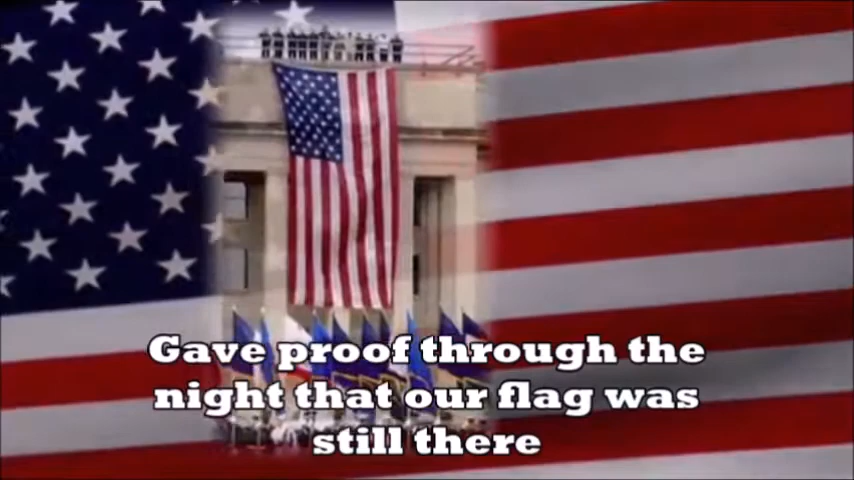 Gave proof through the
night that our flag was
still there